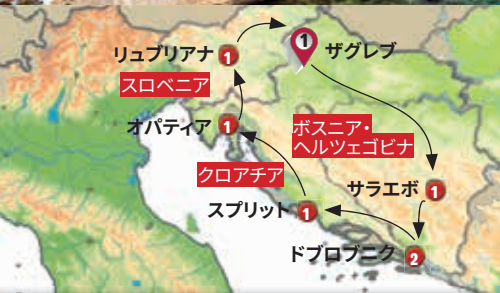 リュブリアナ
1
1
ザグレブ
スロベニア
オパティア
1
ボスニア・
ヘルツェゴビナ
クロアチア
サラエボ
1
スプリット
1
ドブロブニク
2